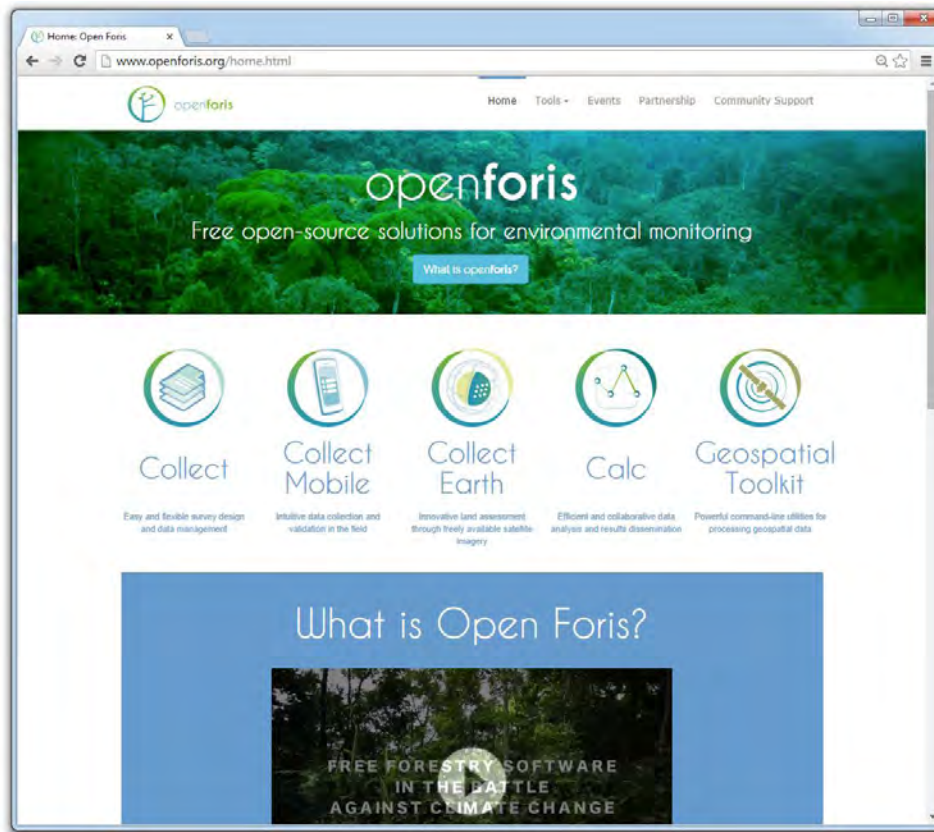 Home: Open Foris
www.openforis.org/home.html
openforis
Home Tools Events Partnership Community Support
openforis
Free open-source solutions for environmental monitoring
What is openforis?
Collect
Collect
Mobile
Collect
Earth
Calc
Geospatial
Toolkit
Easy and flexible survey design
and data management
Intuitive data collection and
validation in the field
Innovative land assessment
through freely available satellite
imagery
Efficient and collaborative data
analysis and results dissemination
Powerful command-line utilities for
processing geospatial data
What is Open Foris?
FREE FORESTRY SOFTWARE
IN THE BATTLE
AGAINST CLIMATE CHANGE